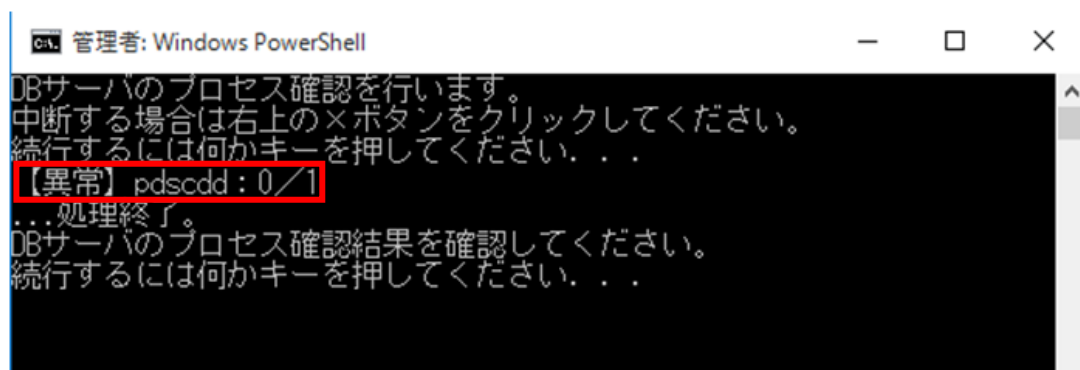 管理者: Windows PowerShell
DBサーバのプロセス確認を行います。
中断する場合は右上の×ボタンをクリックしてください。
続行するには何かキーを押してください. . .
【異常】pdscdd：0／1
...処理終了。
DBサーバのプロセス確認結果を確認してください。
続行するには何かキーを押してください. . .